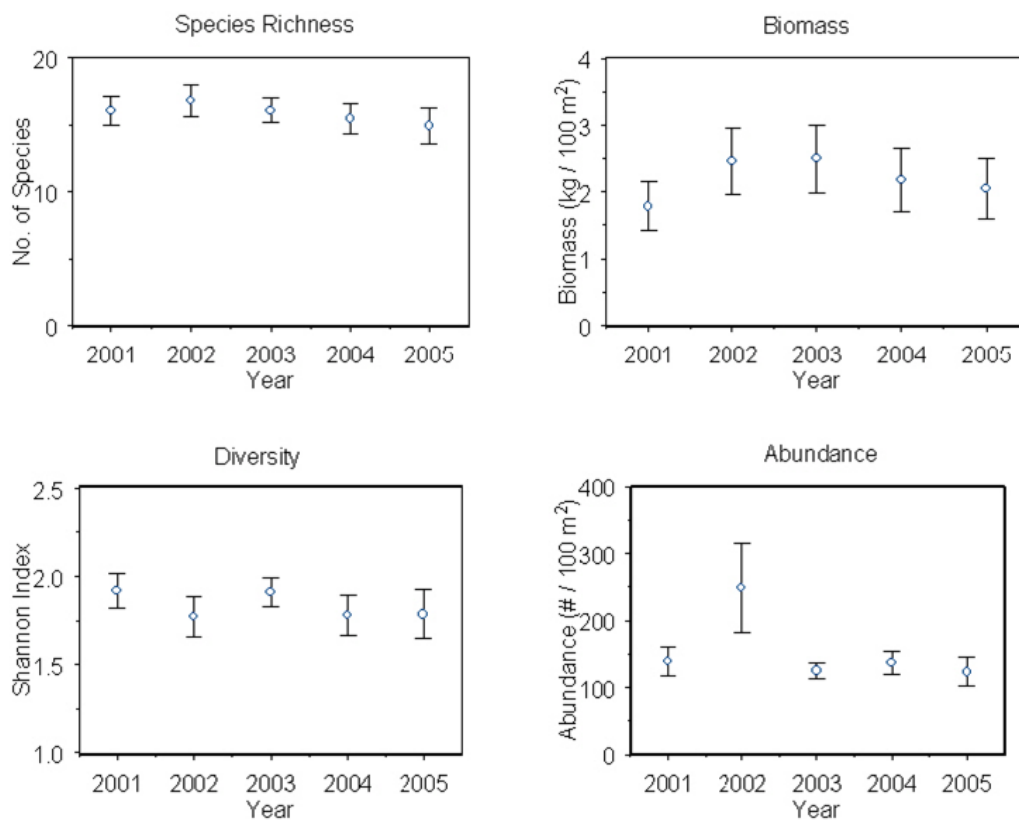 Species Richness
No. of Species
20
10
0
2001 2002 2003 2004 2005
Year
Biomass
Biomass (kg / 100 m²)
4
3
2
1
0
2001 2002 2003 2004 2005
Year
Diversity
Shannon Index
2.5
2.0
1.5
1.0
2001 2002 2003 2004 2005
Year
Abundance
Abundance (# / 100 m²)
400
300
200
100
0
2001 2002 2003 2004 2005
Year